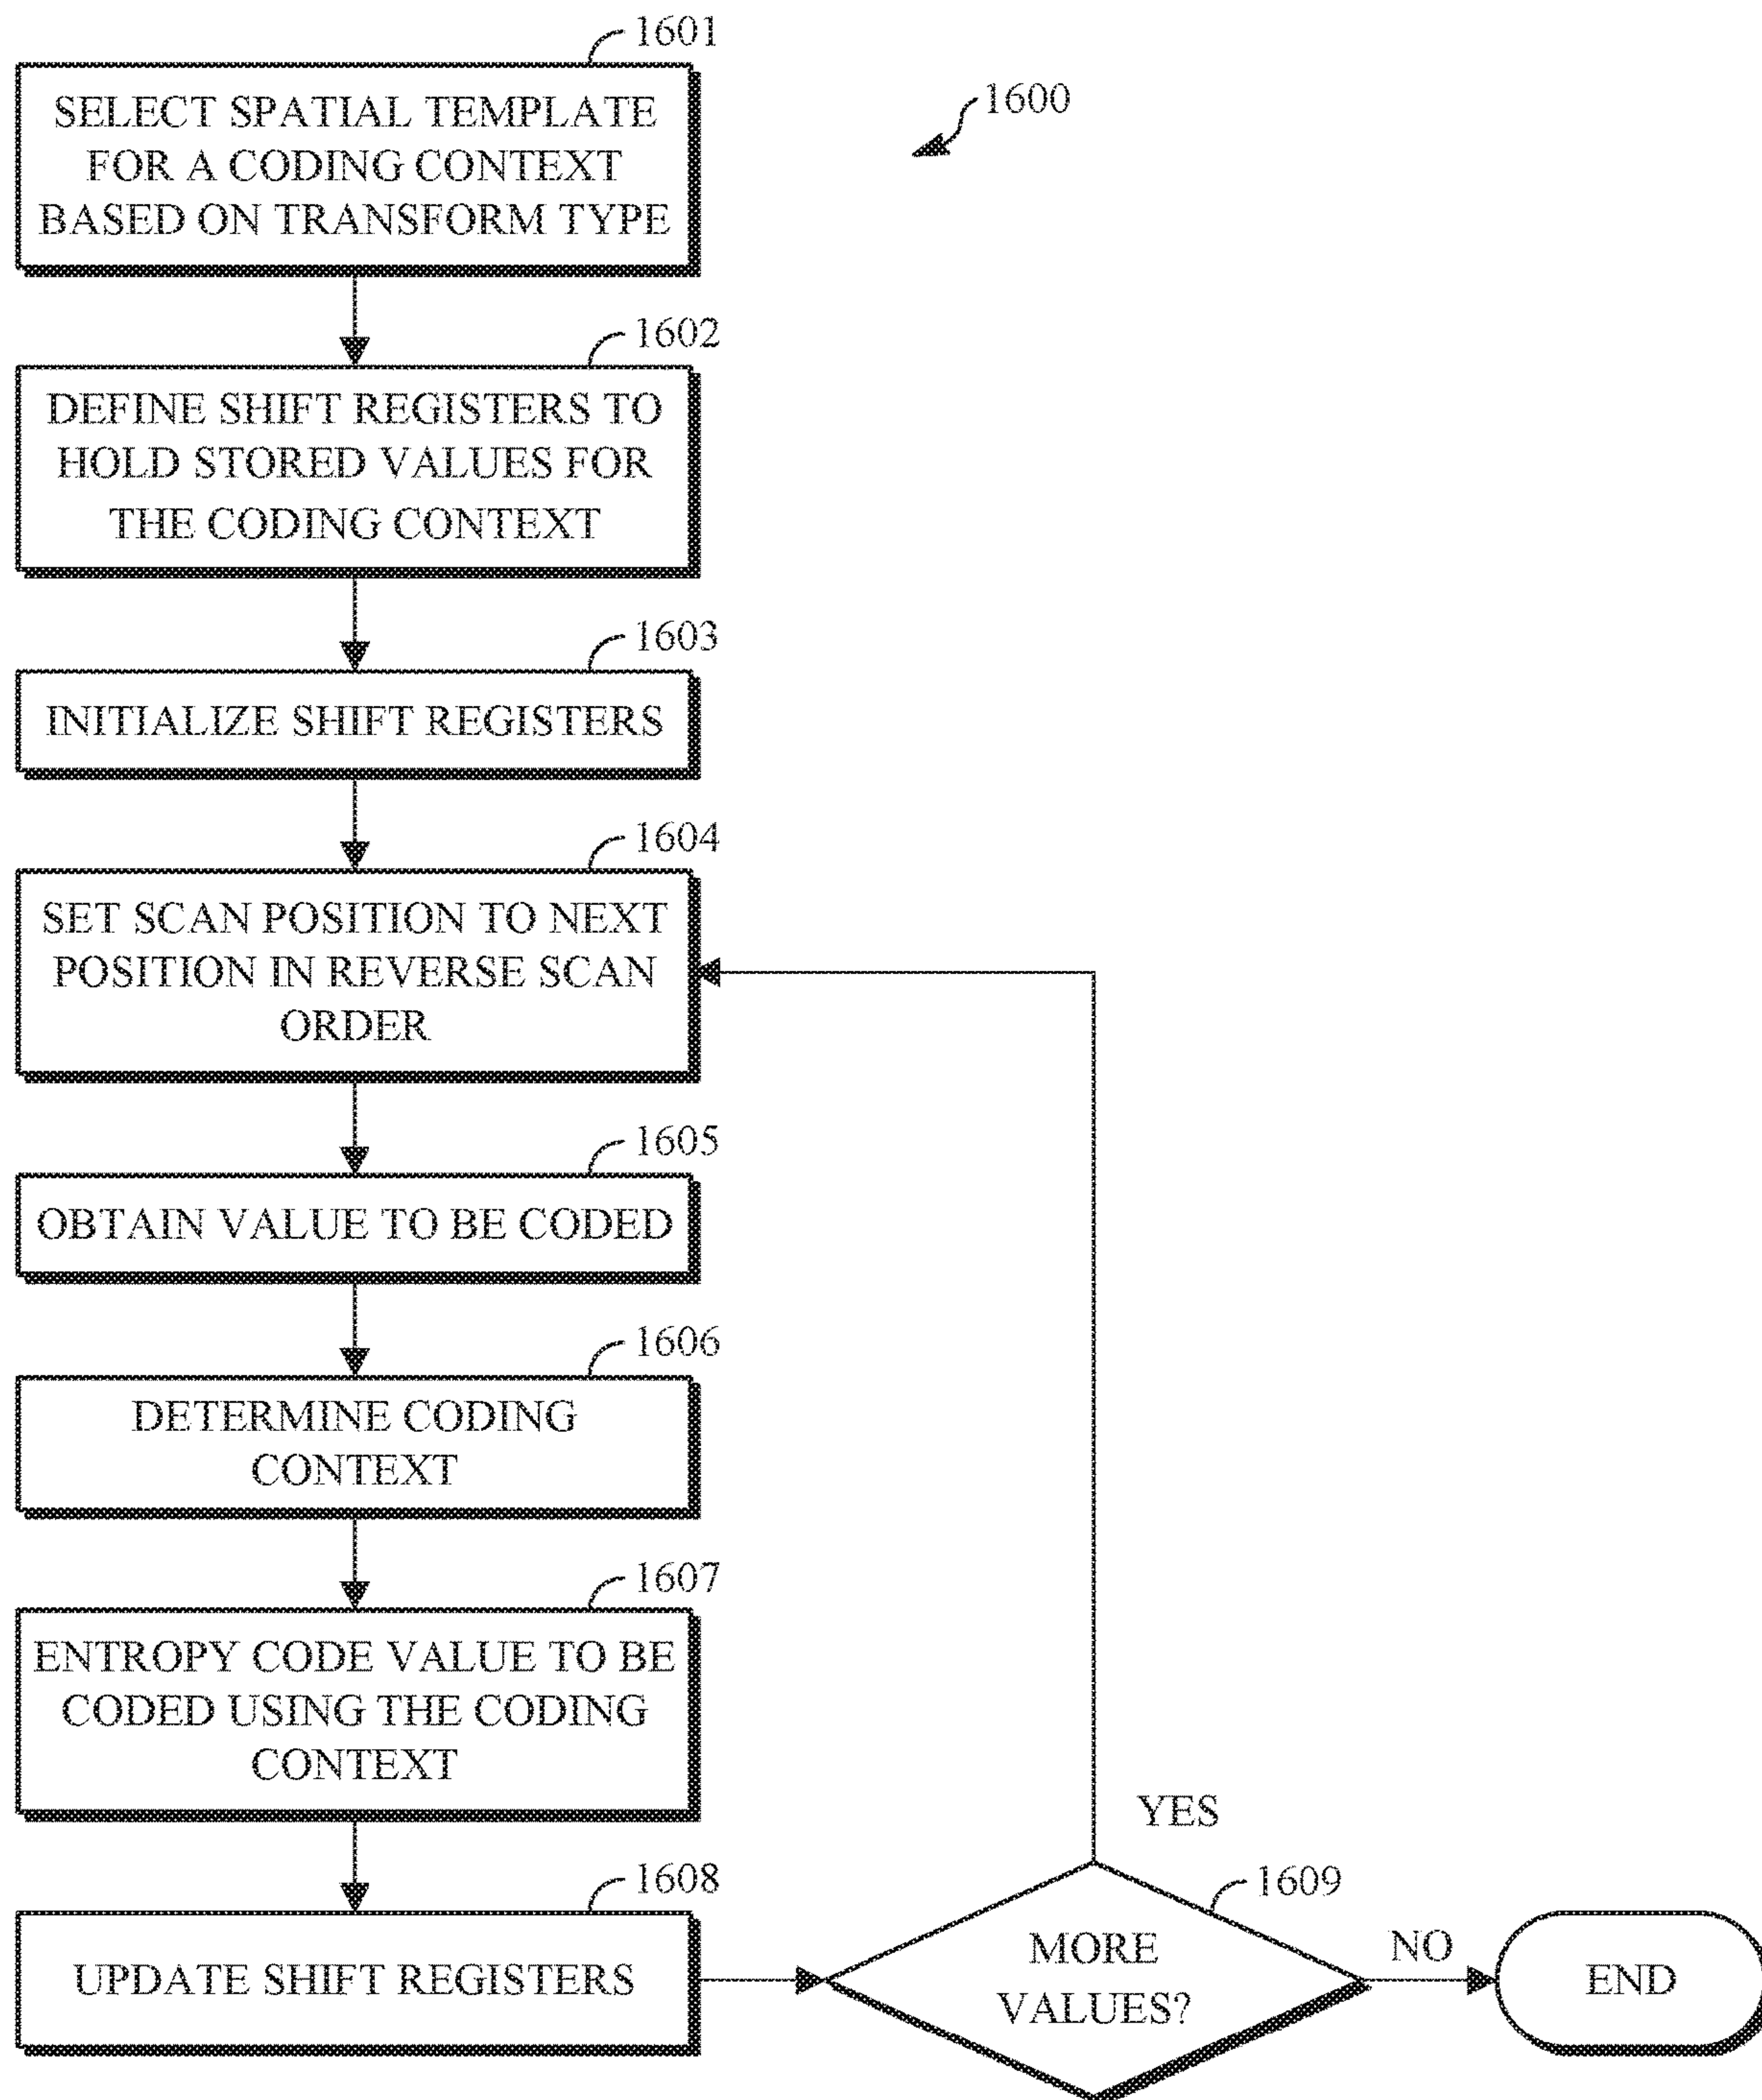 1601
SELECT SPATIAL TEMPLATE
FOR A CODING CONTEXT
BASED ON TRANSFORM TYPE
1600
1602
DEFINE SHIFT REGISTERS TO
HOLD STORED VALUES FOR
THE CODING CONTEXT
1603
INITIALIZE SHIFT REGISTERS
1604
SET SCAN POSITION TO NEXT
POSITION IN REVERSE SCAN
ORDER
1605
OBTAIN VALUE TO BE CODED
1606
DETERMINE CODING
CONTEXT
1607
ENTROPY CODE VALUE TO BE
CODED USING THE CODING
CONTEXT
1608
UPDATE SHIFT REGISTERS
YES
1609
MORE
VALUES?
NO
END